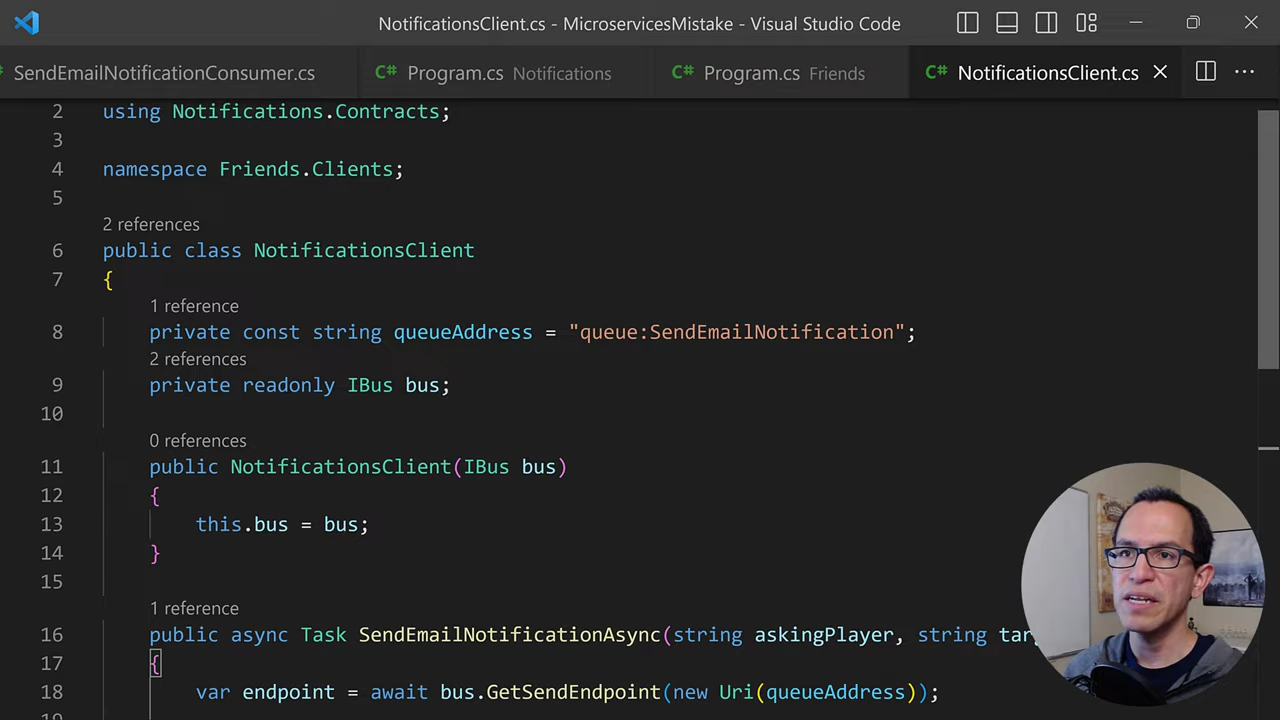 NotificationsClient.cs - MicroservicesMistake - Visual Studio Code
SendEmailNotificationConsumer.cs
C# Program.cs Notifications
C# Program.cs Friends
C# NotificationsClient.cs
2 using Notifications.Contracts;
3
4 namespace Friends.Clients;
5
2 references
6 public class NotificationsClient
7 {
1 reference
8 private const string queueAddress = "queue:SendEmailNotification";
2 references
9 private readonly IBus bus;
10
0 references
11 public NotificationsClient(IBus bus)
12 {
13 this.bus = bus;
14 }
15
1 reference
16 public async Task SendEmailNotificationAsync(string askingPlayer, string
17 {
18 var endpoint = await bus.GetSendEndpoint(new Uri(queueAddress));